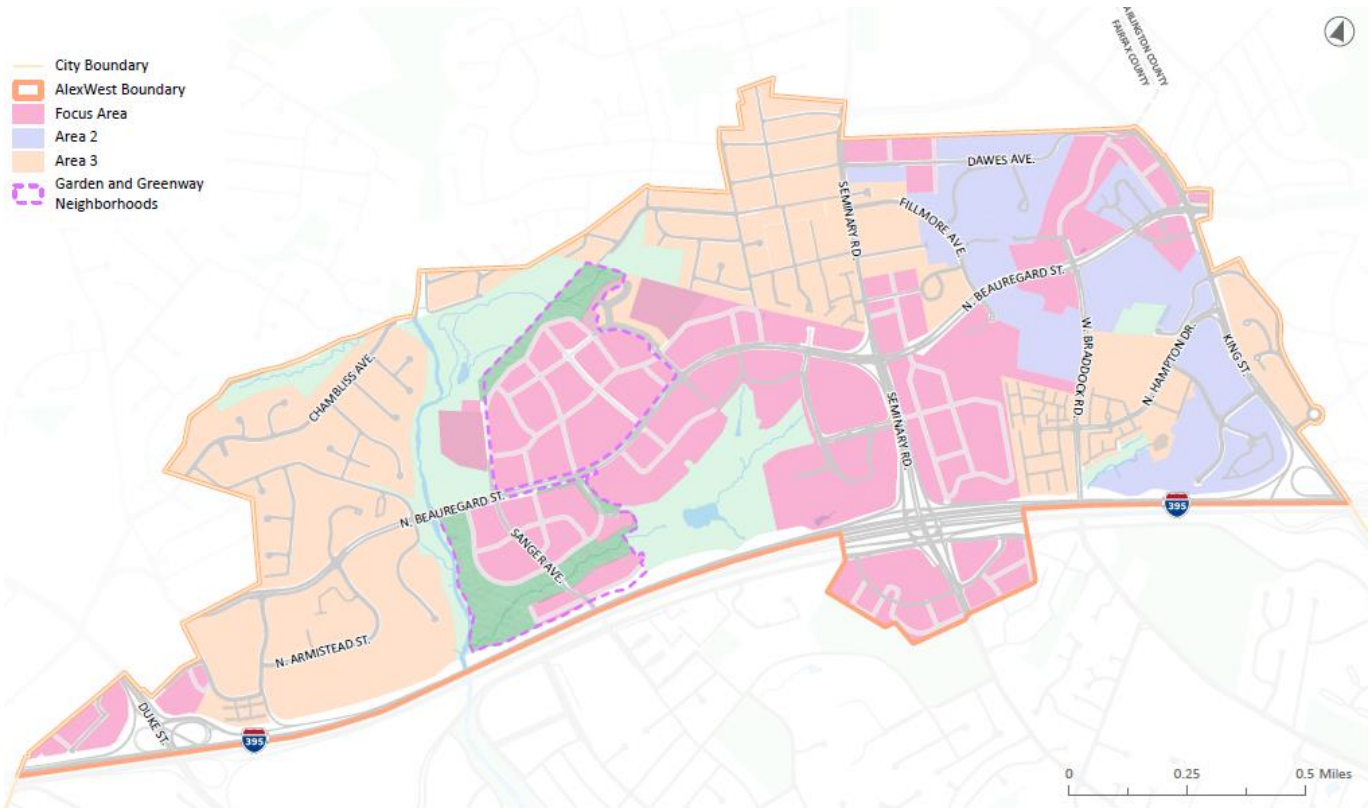 ARLINGTON COUNTY
FAIRFAX COUNTY
City Boundary
AlexWest Boundary
Focus Area
Area 2
Area 3
Garden and Greenway
Neighborhoods
DAWES AVE.
SEMINARY RD.
FILLMORE AVE.
N. BEAUREGARD ST.
W. BRADDOCK RD.
N. HAMPTON DR.
KING ST.
CHAMBLISS AVE.
SEMINARY RD.
N. BEAUREGARD ST.
SANGER AVE.
395
N. ARMISTEAD ST.
DUKE ST.
395
0 0.25 0.5 Miles